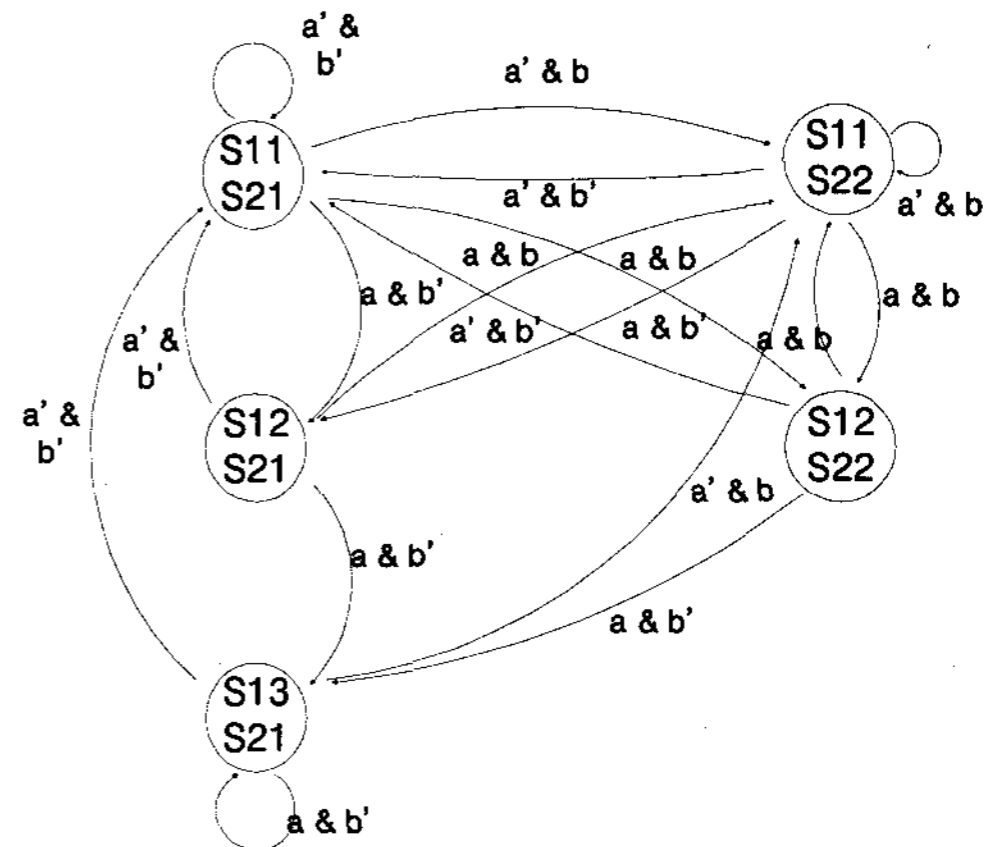 a' &
b'
a' & b
S11
S21
S11
S22
a' & b'
a' & b
a & b
a & b
a & b'
a & b
a' & b'
a & b'
a & b
a' &
b'
a' &
b'
S12
S21
S12
S22
a' & b
a & b'
a & b'
S13
S21
a & b'